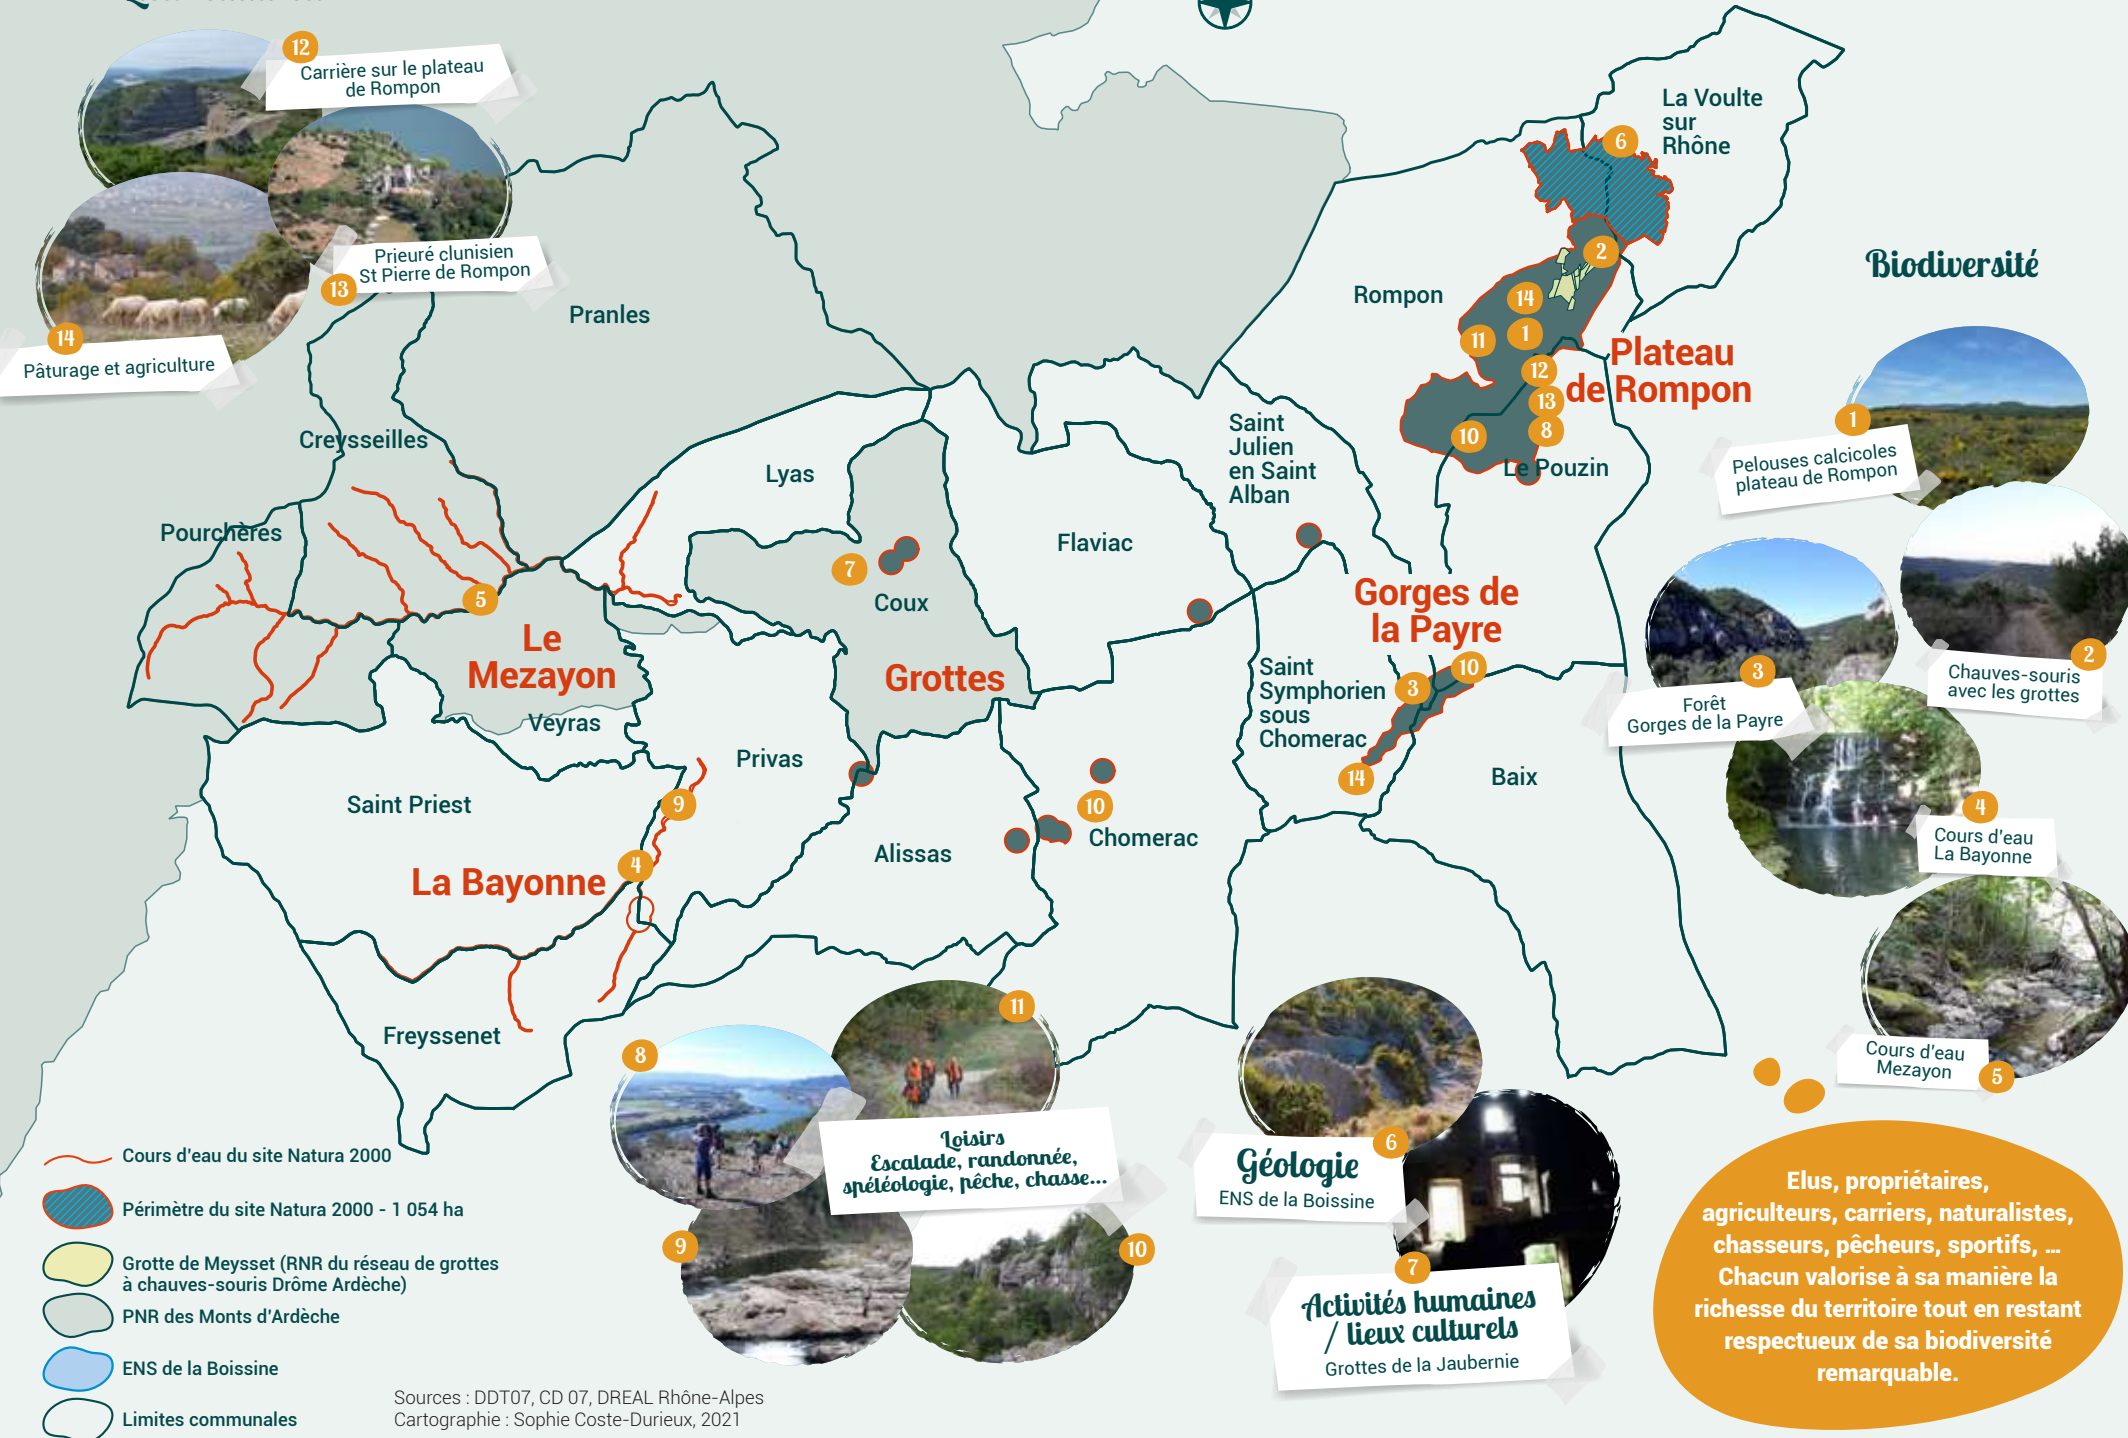 12
Carrière sur le plateau
de Rompon
Prieuré clunisien
St Pierre de Rompon
13
14
Pâturage et agriculture
Pranles
Creysseilles
Pourchères
5
Le
Mezayon
Veyras
Lyas
7
Coux
Grottes
Privas
Saint Priest
9
4
La Bayonne
Freyssenet
Alissas
Flaviac
10
Chomerac
Saint
Julien
en Saint
Alban
Gorges de
la Payre
10
3
Saint
Symphorien
sous
Chomerac
14
Baix
La Voulte
sur
Rhône
6
2
Rompon
14
11
1
Plateau
de Rompon
12
13
10
8
Le Pouzin
Biodiversité
1
Pelouses calcicoles
plateau de Rompon
2
Chauves-souris
avec les grottes
3
Forêt
Gorges de la Payre
4
Cours d'eau
La Bayonne
Cours d'eau
Mezayon
5
8
11
Loisirs
Escalade, randonnée,
spéléologie, pêche, chasse...
9
10
6
Géologie
ENS de la Boissine
7
Activités humaines
/ lieux culturels
Grottes de la Jaubernie
Elus, propriétaires,
agriculteurs, carriers, naturalistes,
chasseurs, pêcheurs, sportifs, ...
Chacun valorise à sa manière la
richesse du territoire tout en restant
respectueux de sa biodiversité
remarquable.
Cours d'eau du site Natura 2000
Périmètre du site Natura 2000 - 1 054 ha
Grotte de Meysset (RNR du réseau de grottes
à chauves-souris Drôme Ardèche)
PNR des Monts d'Ardèche
ENS de la Boissine
Limites communales
Sources : DDT07, CD 07, DREAL Rhône-Alpes
Cartographie : Sophie Coste-Durieux, 2021